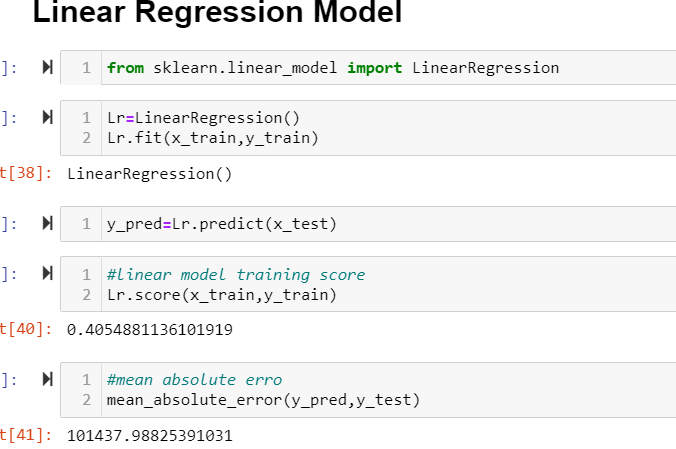 Linear Regression Model
]: 1 from sklearn.linear_model import LinearRegression
]: 1 Lr=LinearRegression()
2 Lr.fit(x_train,y_train)
t[38]: LinearRegression()
]: 1 y_pred=Lr.predict(x_test)
]: 1 #linear model training score
2 Lr.score(x_train,y_train)
t[40]: 0.4054881136101919
]: 1 #mean absolute erro
2 mean_absolute_error(y_pred,y_test)
t[41]: 101437.98825391031